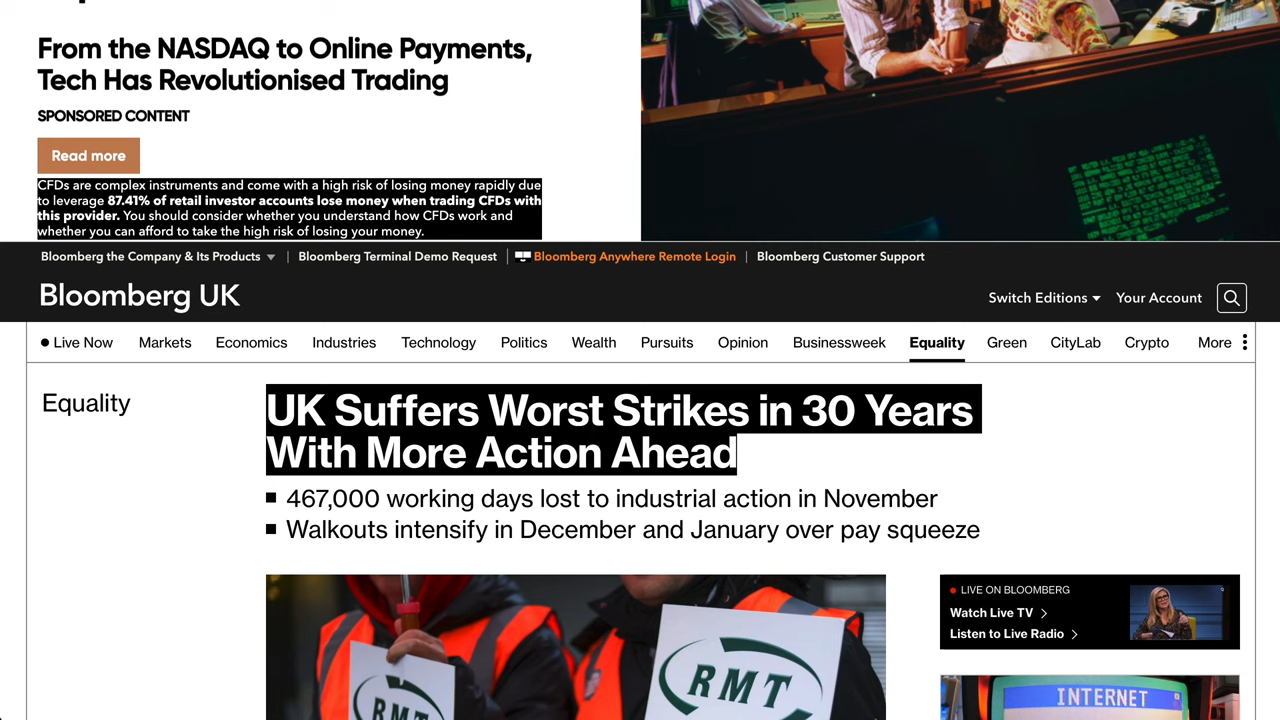 From the NASDAQ to Online Payments,
Tech Has Revolutionised Trading
SPONSORED CONTENT
Read more
CFDs are complex instruments and come with a high risk of losing money rapidly due
to leverage 87.41% of retail investor accounts lose money when trading CFDs with
this provider. You should consider whether you understand how CFDs work and
whether you can afford to take the high risk of losing your money.
Bloomberg the Company & Its Products
Bloomberg Terminal Demo Request
Bloomberg Anywhere Remote Login
Bloomberg Customer Support
Bloomberg UK
Switch Editions
Your Account
Live Now
Markets
Economics
Industries
Technology
Politics
Wealth
Pursuits
Opinion
Businessweek
Equality
Green
CityLab
Crypto
More
Equality
UK Suffers Worst Strikes in 30 Years
With More Action Ahead
467,000 working days lost to industrial action in November
Walkouts intensify in December and January over pay squeeze
RMT
RMT
LIVE ON BLOOMBERG
Watch Live TV
Listen to Live Radio
INTERNET